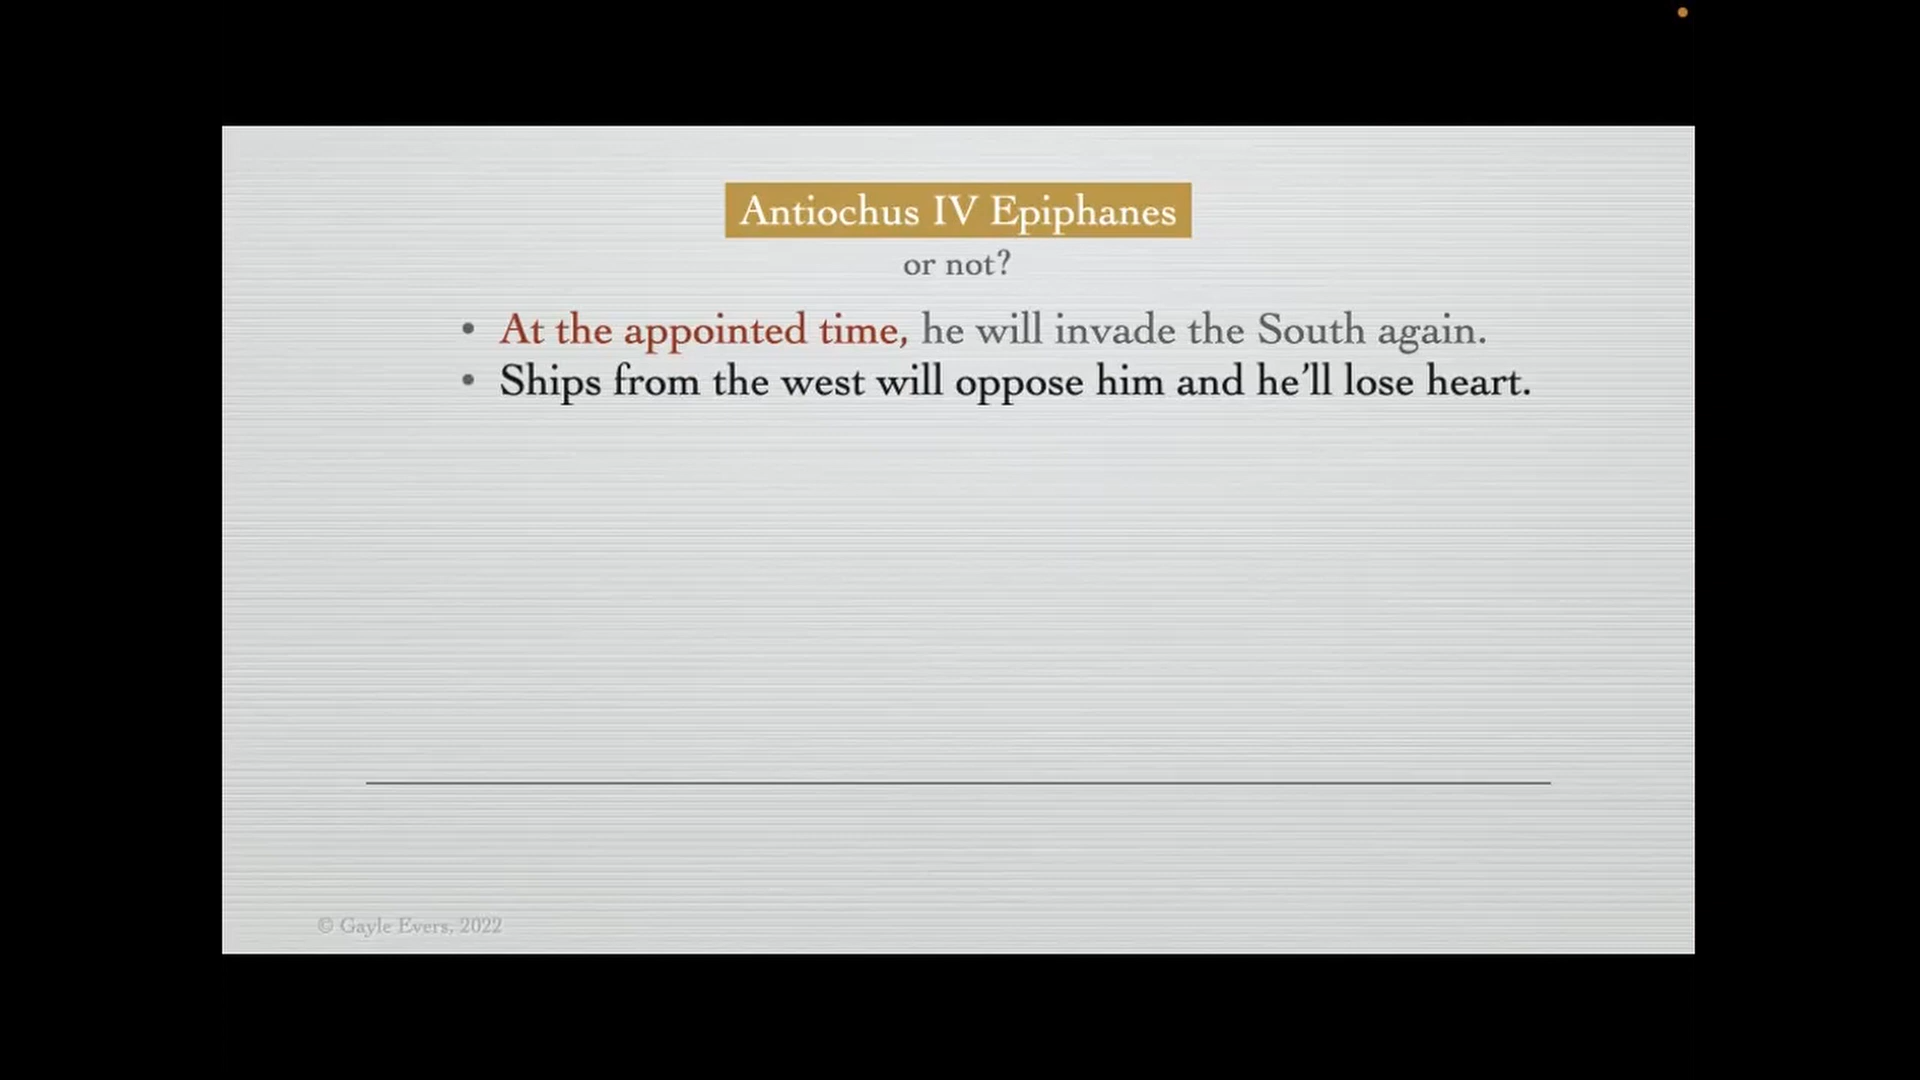 Antiochus IV Epiphanes
or not?
• At the appointed time, he will invade the South again.
• Ships from the west will oppose him and he’ll lose heart.
© Gayle Evers, 2022